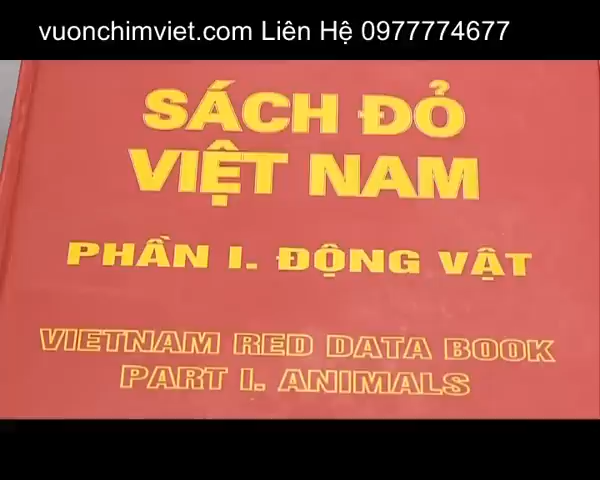 vuonchimviet.com Liên Hệ 0977774677
SÁCH ĐỎ
VIỆT NAM
PHẦN I. ĐỘNG VẬT
VIETNAM RED DATA BOOK
PART I. ANIMALS